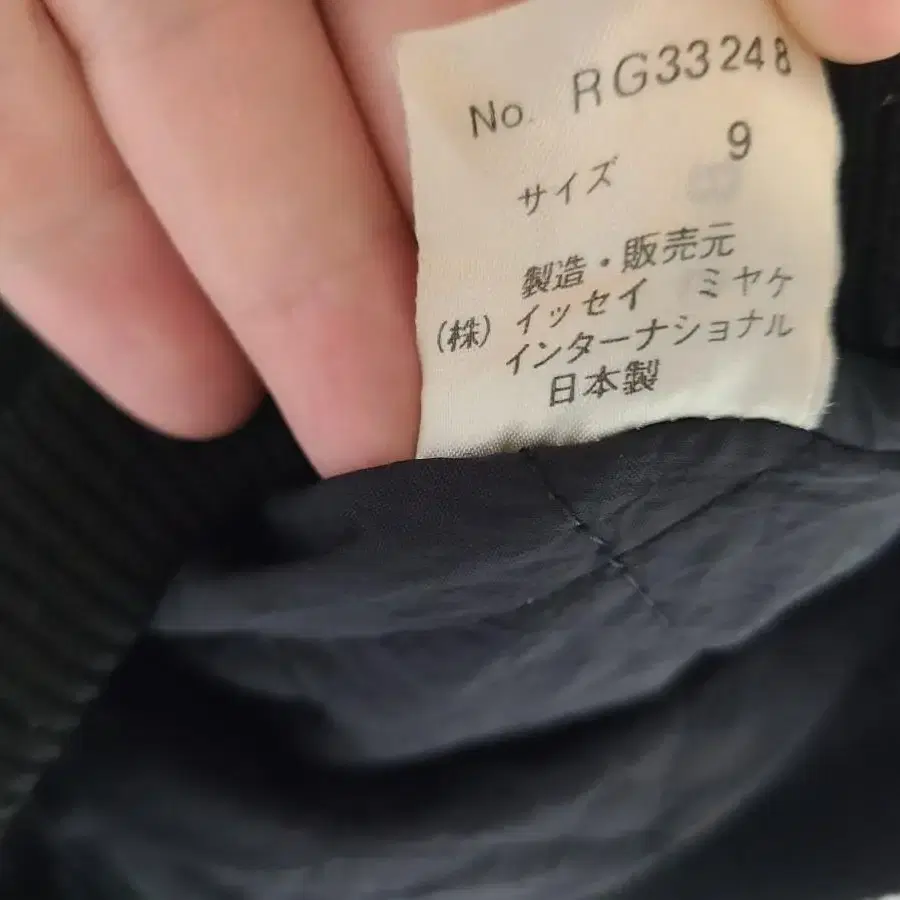 No. RG33248
サイズ 9
製造・販売元
(株) イッセイ ミヤケ
インターナショナル
日本製